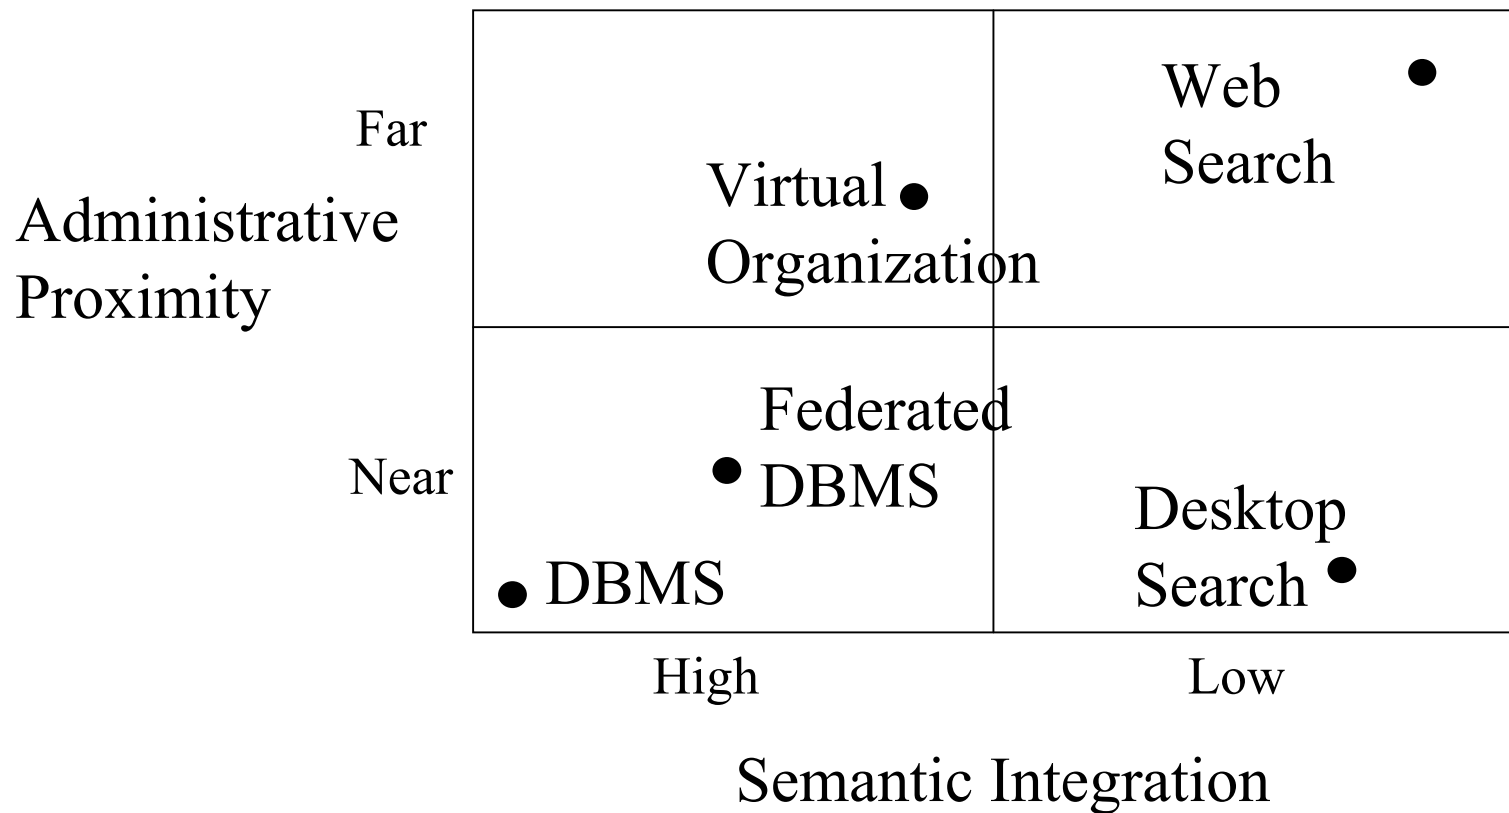 Web
Search
Far
Virtual
Organization
Administrative
Proximity
Federated
DBMS
Near
Desktop
Search
DBMS
High
Low
Semantic Integration